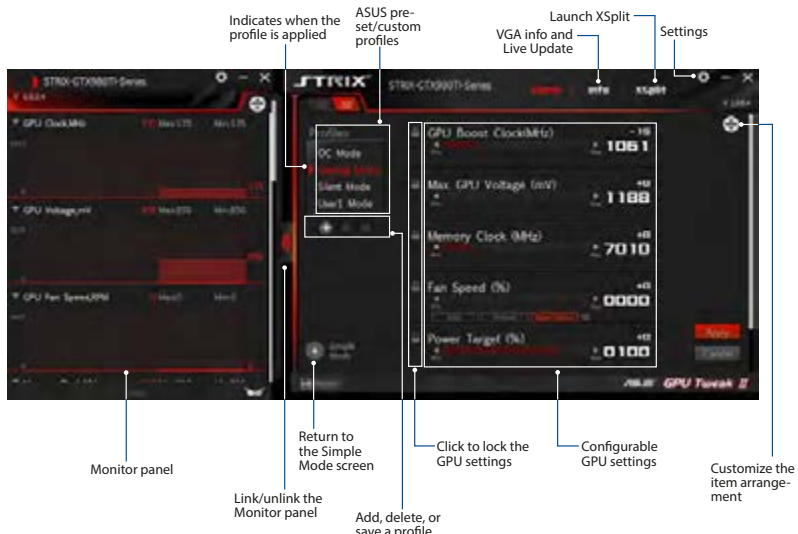 Indicates when the
profile is applied
ASUS pre-
set/custom
profiles
VGA info and
Live Update
Launch XSplit
Settings
STRIX-GTX980TI-Series
GPU Clock,MHz
GPU Voltage,mV
GPU Fan Speed,RPM
STRIX
STRIX-GTX980TI-Series
Info
XSplit
Profiles
OC Mode
Silent Mode
User1 Mode
GPU Boost Clock(MHz)
1061
Max. GPU Voltage (mV)
1188
Memory Clock (MHz)
7010
Fan Speed (%)
0000
Power Target (%)
0100
Simple
Mode
Apply
Cancel
ASUS GPU Tweak II
Monitor panel
Link/unlink the
Monitor panel
Return to
the Simple
Mode screen
Add, delete, or
save a profile
Click to lock the
GPU settings
Configurable
GPU settings
Customize the
item arrange-
ment